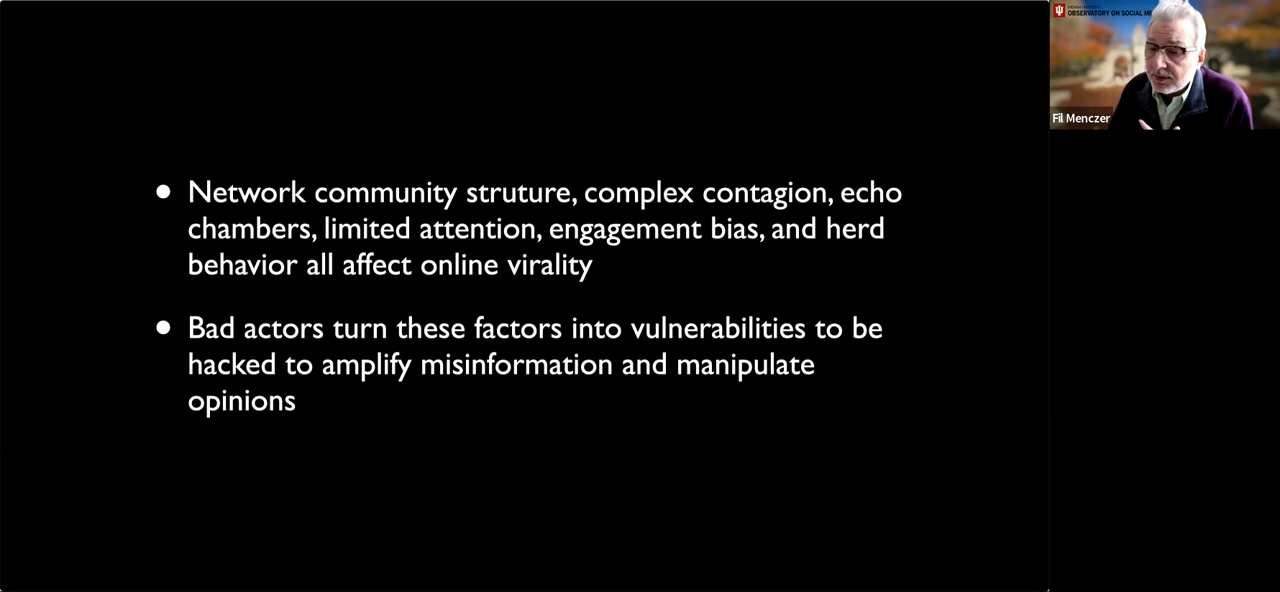 ● Network community struture, complex contagion, echo
chambers, limited attention, engagement bias, and herd
behavior all affect online virality
● Bad actors turn these factors into vulnerabilities to be
hacked to amplify misinformation and manipulate
opinions
OBSERVATORY ON SOCIAL ME
Fil Menczer